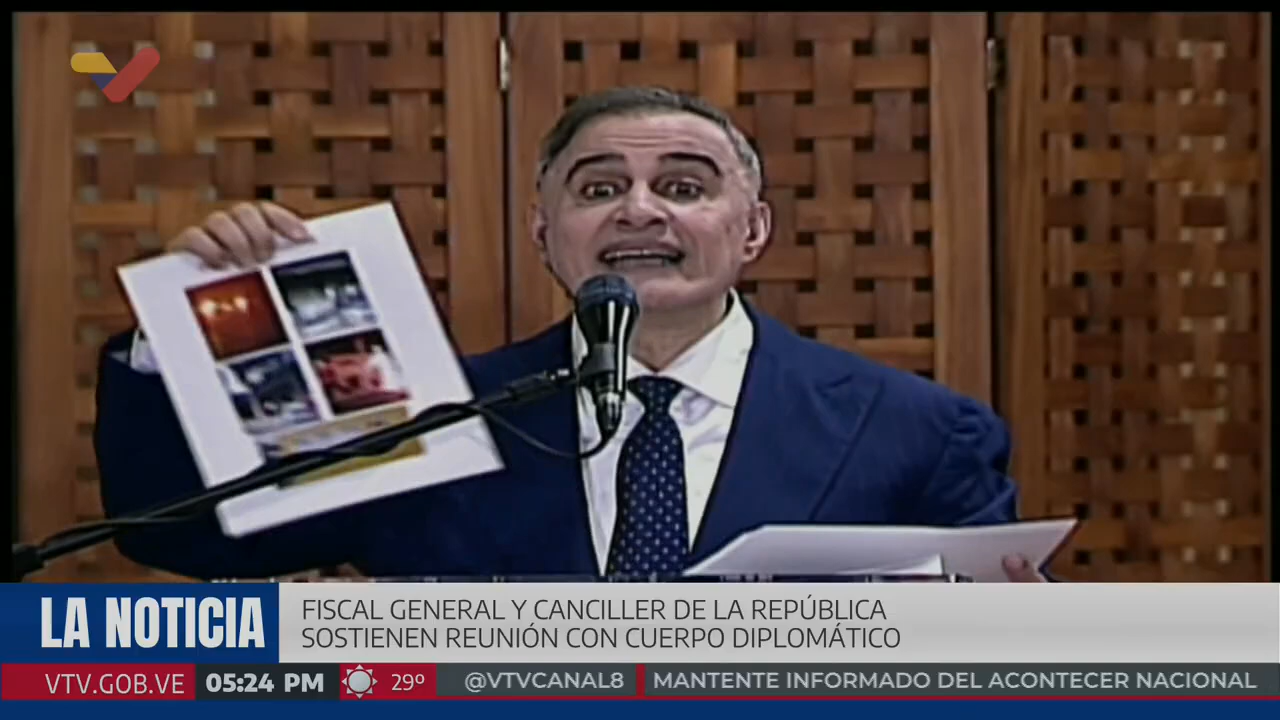 LA NOTICIA
FISCAL GENERAL Y CANCILLER DE LA REPÚBLICA
SOSTIENEN REUNIÓN CON CUERPO DIPLOMÁTICO
VTV.GOB.VE 05:24 PM 29º @VTVCANAL8 MANTENTE INFORMADO DEL ACONTECER NACIONAL